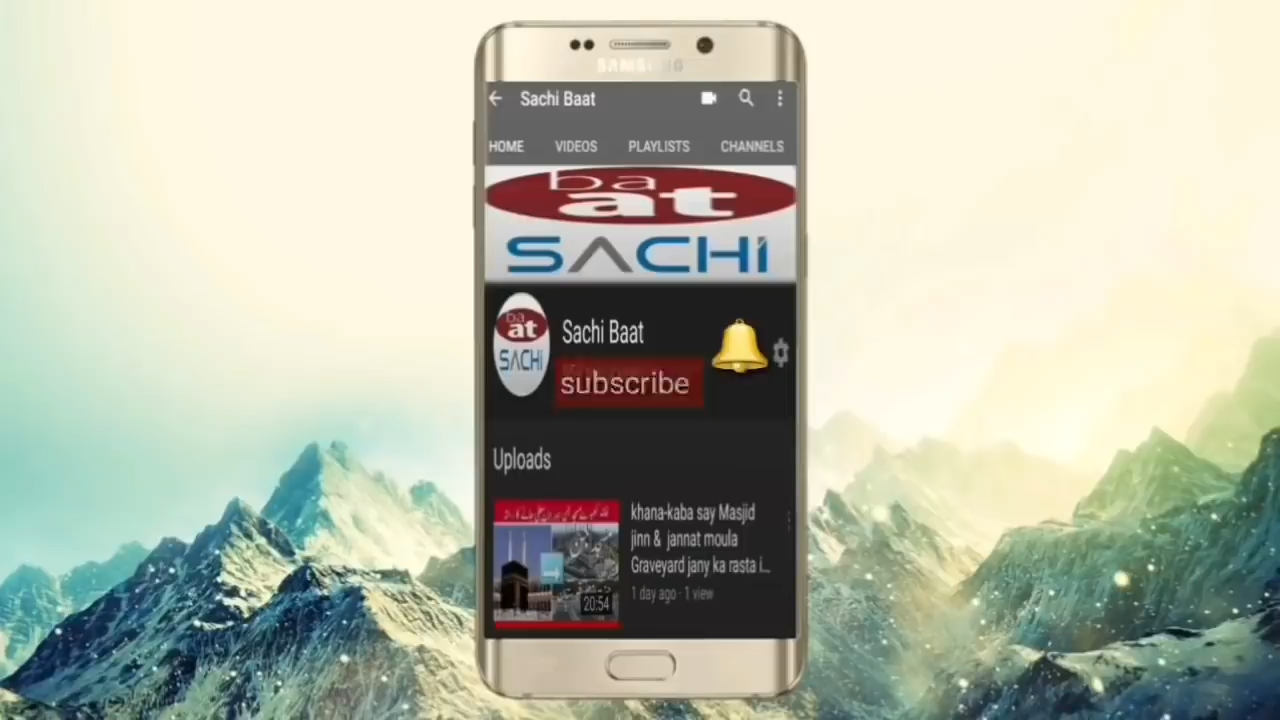 SAMSUNG
Sachi Baat
HOME VIDEOS PLAYLISTS CHANNELS
ba
at
SACHi
ba
at
SACHi
Sachi Baat
subscribe
Uploads
khana-kaba say Masjid
jinn & jannat moula
Graveyard jany ka rasta i...
1 day ago · 1 view
20:54